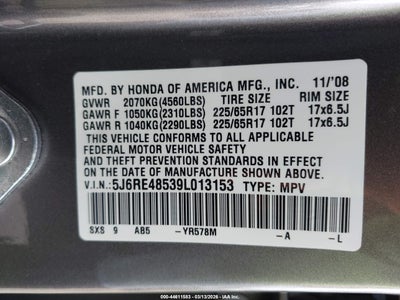 MFD. BY HONDA OF AMERICA MFG., INC. 11/'08
GVWR 2070KG(4560LBS) TIRE SIZE RIM SIZE
GAWR F 1050KG(2310LBS) 225/65R17 102T 17x6.5J
GAWR R 1040KG(2290LBS) 225/65R17 102T 17x6.5J
THIS VEHICLE CONFORMS TO ALL APPLICABLE
FEDERAL MOTOR VEHICLE SAFETY
AND THEFT PREVENTION STANDARDS IN EFFECT
ON THE DATE OF MANUFACTURE SHOWN ABOVE.
V.I.N: 5J6RE48539L013153 TYPE: MPV
SXS 9 AB5 -YR578M -A -L
000-44611583 - 03/13/2026 - COPART